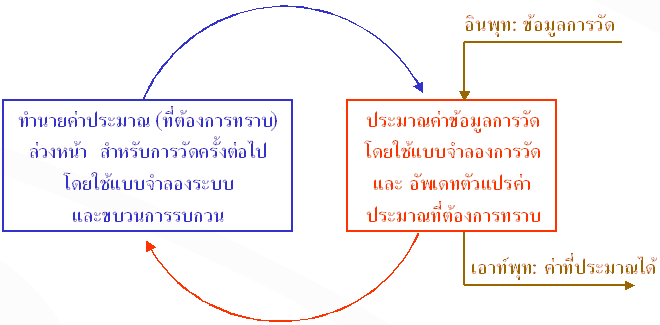 อินพุท: ข้อมูลการวัด
ทำนายค่าประมาณ (ที่ต้องการทราบ)
ล่วงหน้า สำหรับการวัดครั้งต่อไป
โดยใช้แบบจำลองระบบ
และขบวนการรบกวน
ประมาณค่าข้อมูลการวัด
โดยใช้แบบจำลองการวัด
และ อัพเดทตัวแปรค่า
ประมาณที่ต้องการทราบ
เอาท์พุท: ค่าที่ประมาณได้